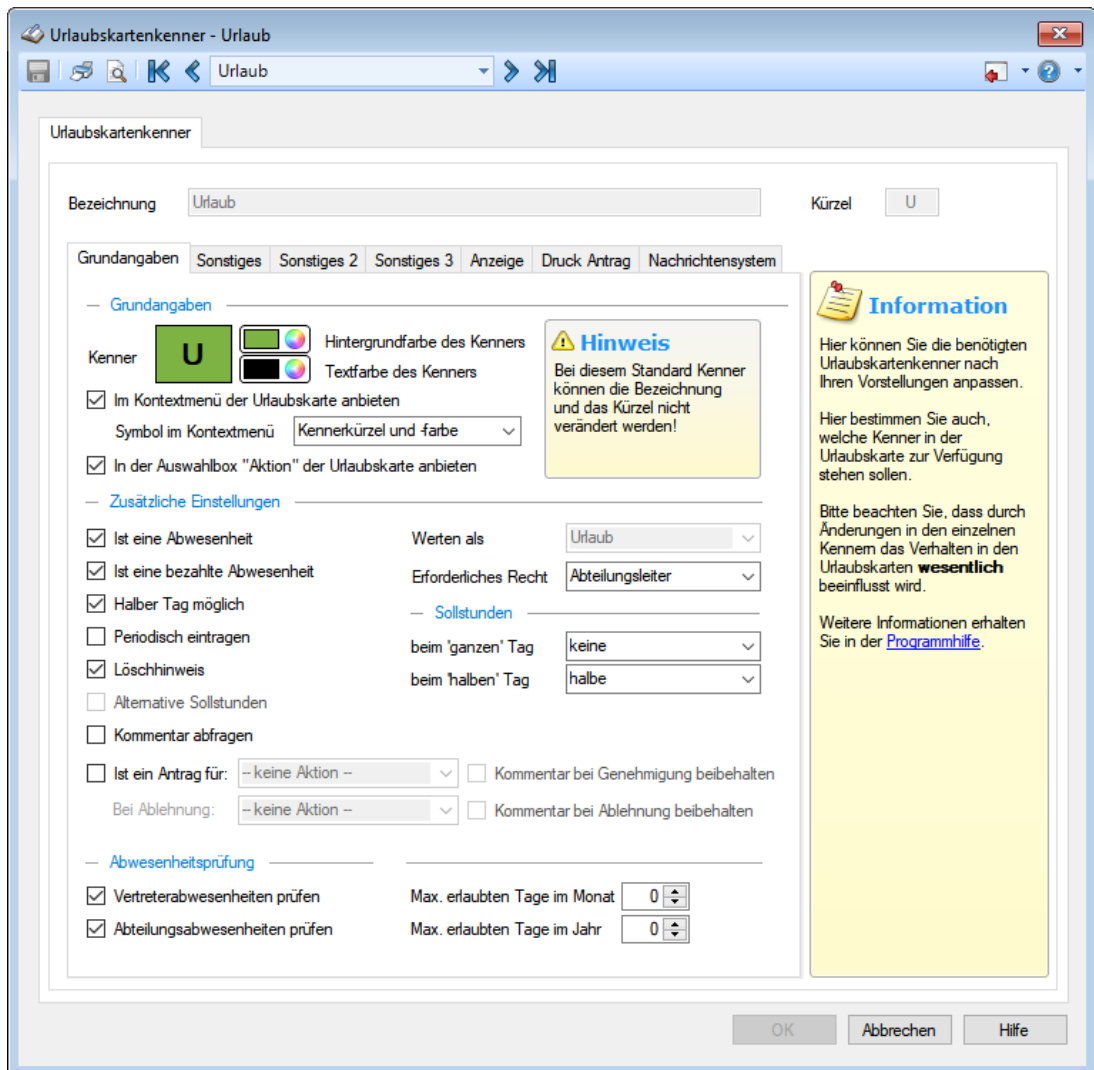 Urlaubskartenkenner - Urlaub
Urlaub
Urlaubskartenkenner
Bezeichnung Urlaub Kürzel U
Grundangaben Sonstiges Sonstiges 2 Sonstiges 3 Anzeige Druck Antrag Nachrichtensystem
Grundangaben
Kenner U
Hintergrundfarbe des Kenners
Textfarbe des Kenners
Im Kontextmenü der Urlaubskarte anbieten
Symbol im Kontextmenü Kennerkürzel und -farbe
In der Auswahlbox "Aktion" der Urlaubskarte anbieten
Hinweis
Bei diesem Standard Kenner
können die Bezeichnung
und das Kürzel nicht
verändert werden!
Zusätzliche Einstellungen
Ist eine Abwesenheit
Ist eine bezahlte Abwesenheit
Halber Tag möglich
Periodisch eintragen
Löschhinweis
Alternative Sollstunden
Kommentar abfragen
Werten als Urlaub
Erforderliches Recht Abteilungsleiter
Sollstunden
beim 'ganzen' Tag keine
beim 'halben' Tag halbe
Ist ein Antrag für: -- keine Aktion -- Kommentar bei Genehmigung beibehalten
Bei Ablehnung: -- keine Aktion -- Kommentar bei Ablehnung beibehalten
Abwesenheitsprüfung
Vertreterabwesenheiten prüfen Max. erlaubten Tage im Monat 0
Abteilungsabwesenheiten prüfen Max. erlaubten Tage im Jahr 0
Information
Hier können Sie die benötigten
Urlaubskartenkenner nach
Ihren Vorstellungen anpassen.
Hier bestimmen Sie auch,
welche Kenner in der
Urlaubskarte zur Verfügung
stehen sollen.
Bitte beachten Sie, dass durch
Änderungen in den einzelnen
Kennern das Verhalten in den
Urlaubskarten wesentlich
beeinflusst wird.
Weitere Informationen erhalten
Sie in der Programmhilfe.
OK Abbrechen Hilfe